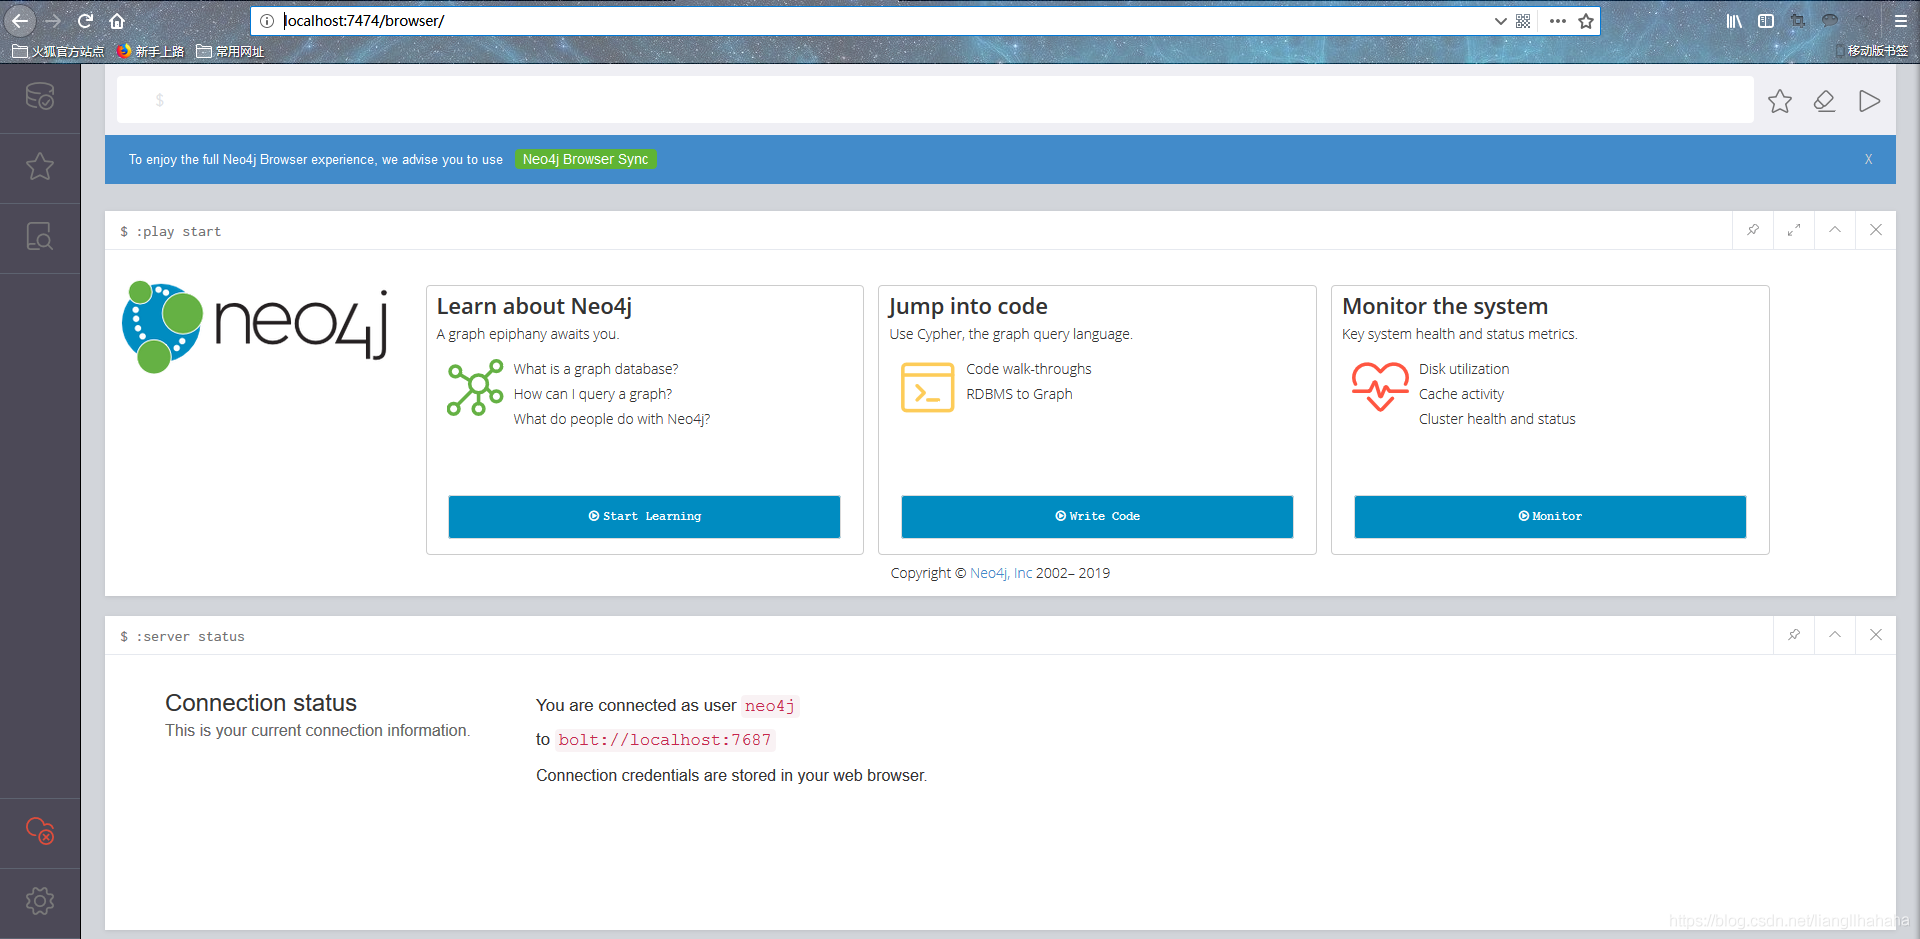 localhost:7474/browser/
火狐官方站点 新手上路 常用网址 移动版书签
$
To enjoy the full Neo4j Browser experience, we advise you to use Neo4j Browser Sync X
$ :play start
neo4j
Learn about Neo4j
A graph epiphany awaits you.
What is a graph database?
How can I query a graph?
What do people do with Neo4j?
Start Learning
Jump into code
Use Cypher, the graph query language.
Code walk-throughs
RDBMS to Graph
Write Code
Monitor the system
Key system health and status metrics.
Disk utilization
Cache activity
Cluster health and status
Monitor
Copyright © Neo4j, Inc 2002– 2019
$ :server status
Connection status
This is your current connection information.
You are connected as user neo4j
to bolt://localhost:7687
Connection credentials are stored in your web browser.